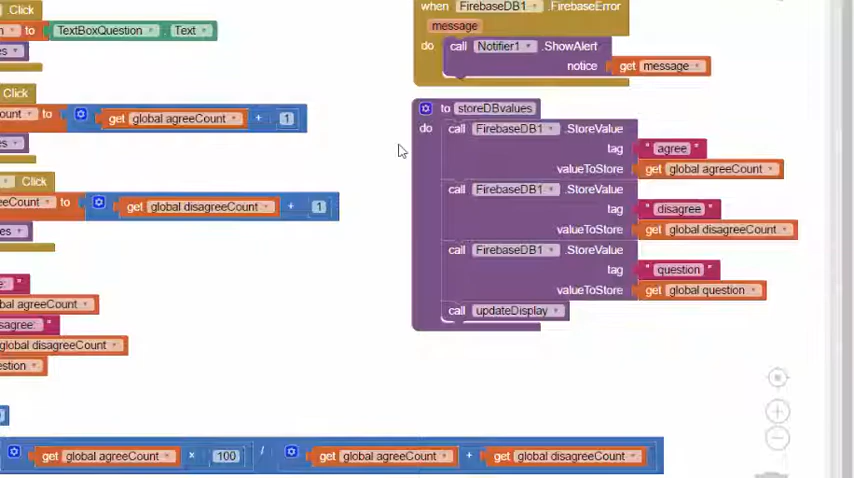 Click
to TextBoxQuestion . Text
es
Click
ount to get global agreeCount + 1
es
Click
eeCount to get global disagreeCount + 1
es
e: "
bal agreeCount
sagree: "
global disagreeCount
estion
0
get global agreeCount × 100 / get global agreeCount + get global disagreeCount
when FirebaseDB1 .FirebaseError
message
do call Notifier1 .ShowAlert
notice get message
to storeDBvalues
do call FirebaseDB1 .StoreValue
tag " agree "
valueToStore get global agreeCount
call FirebaseDB1 .StoreValue
tag " disagree "
valueToStore get global disagreeCount
call FirebaseDB1 .StoreValue
tag " question "
valueToStore get global question
call updateDisplay